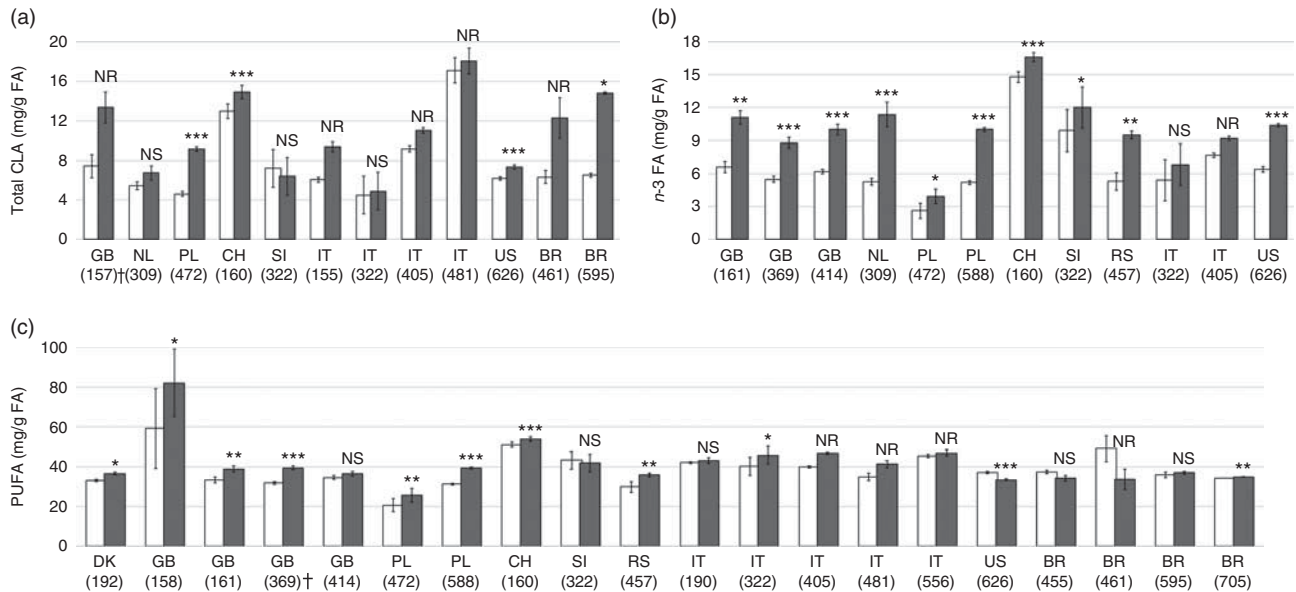 (a)
Total CLA (mg/g FA)
20
16
12
8
4
0
NR
NS
***
***
NS
NR
NS
NR
NR
***
NR
*
GB NL PL CH SI IT IT IT IT US BR BR
(157)† (309) (472) (160) (322) (155) (322) (405) (481) (626) (461) (595)
(b)
n-3 FA (mg/g FA)
18
15
12
9
6
3
0
**
***
***
***
*
***
***
*
**
NS
NR
***
GB GB GB NL PL PL CH SI RS IT IT US
(161) (369) (414) (309) (472) (588) (160) (322) (457) (322) (405) (626)
(c)
PUFA (mg/g FA)
100
80
60
40
20
0
*
*
**
***
NS
**
***
***
NS
**
NS
*
NR
NR
NR
***
NS
NR
NS
**
DK GB GB GB GB PL PL CH SI RS IT IT IT IT IT US BR BR BR BR
(192) (158) (161) (369)† (414) (472) (588) (160) (322) (457) (190) (322) (405) (481) (556) (626) (455) (461) (595) (705)